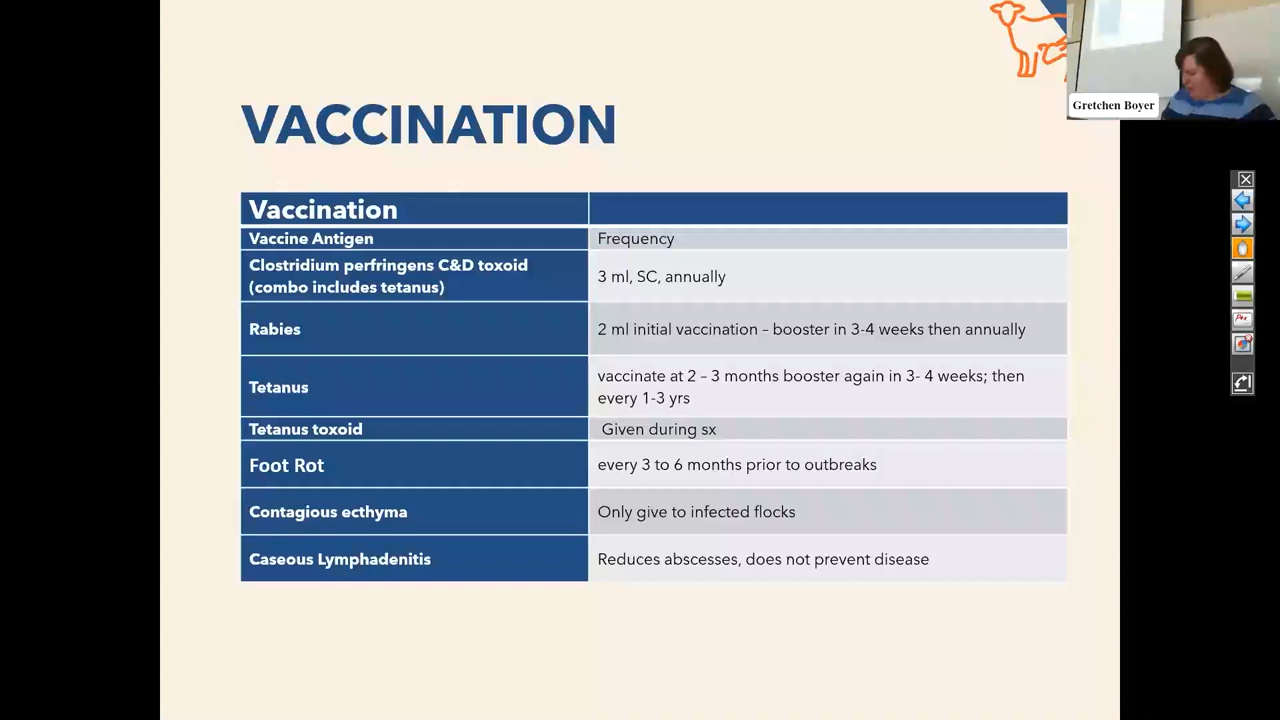 Gretchen Boyer
VACCINATION
Vaccination
Vaccine Antigen
Frequency
Clostridium perfringens C&D toxoid
(combo includes tetanus)
3 ml, SC, annually
Rabies
2 ml initial vaccination – booster in 3-4 weeks then annually
Tetanus
vaccinate at 2 – 3 months booster again in 3- 4 weeks; then
every 1-3 yrs
Tetanus toxoid
Given during sx
Foot Rot
every 3 to 6 months prior to outbreaks
Contagious ecthyma
Only give to infected flocks
Caseous Lymphadenitis
Reduces abscesses, does not prevent disease